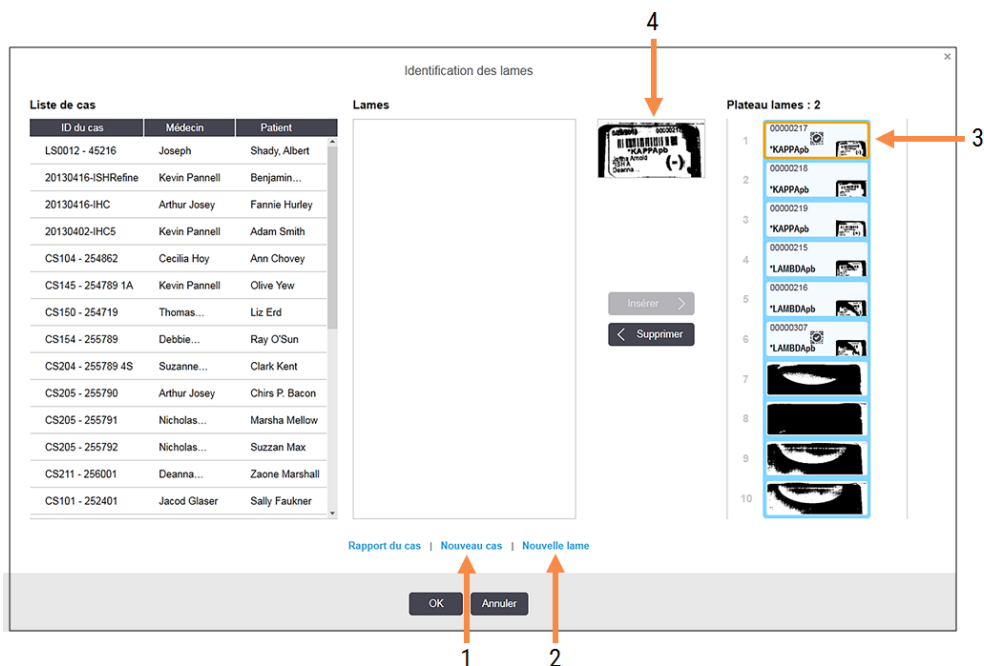 4
Identification des lames
×
Liste de cas
Lames
Plateau lames : 2
ID du cas Médecin Patient
LS0012 - 45216 Joseph Shady, Albert
20130416-ISHRefine Kevin Pannell Benjamin...
20130416-IHC Arthur Josey Fannie Hurley
20130402-IHC5 Kevin Pannell Adam Smith
CS104 - 254862 Cecilia Hoy Ann Chovey
CS145 - 254789 1A Kevin Pannell Olive Yew
CS150 - 254719 Thomas... Liz Erd
CS154 - 255789 Debbie... Ray O'Sun
CS204 - 255789 4S Suzanne... Clark Kent
CS205 - 255790 Arthur Josey Chirs P. Bacon
CS205 - 255791 Nicholas... Marsha Mellow
CS205 - 255792 Nicholas... Suzzan Max
CS211 - 256001 Deanna... Zaone Marshall
CS101 - 252401 Jacod Glaser Sally Faukner
*KAPPApb
Arnold
ISH A
Deanna
(-)
Insérer >
< Supprimer
1 00000217
*KAPPApb
3
2 00000218
*KAPPApb
3 00000219
*KAPPApb
4 00000215
*LAMBDApb
5 00000216
*LAMBDApb
6 00000307
*LAMBDApb
7
8
9
10
Rapport du cas | Nouveau cas | Nouvelle lame
OK Annuler
1 2